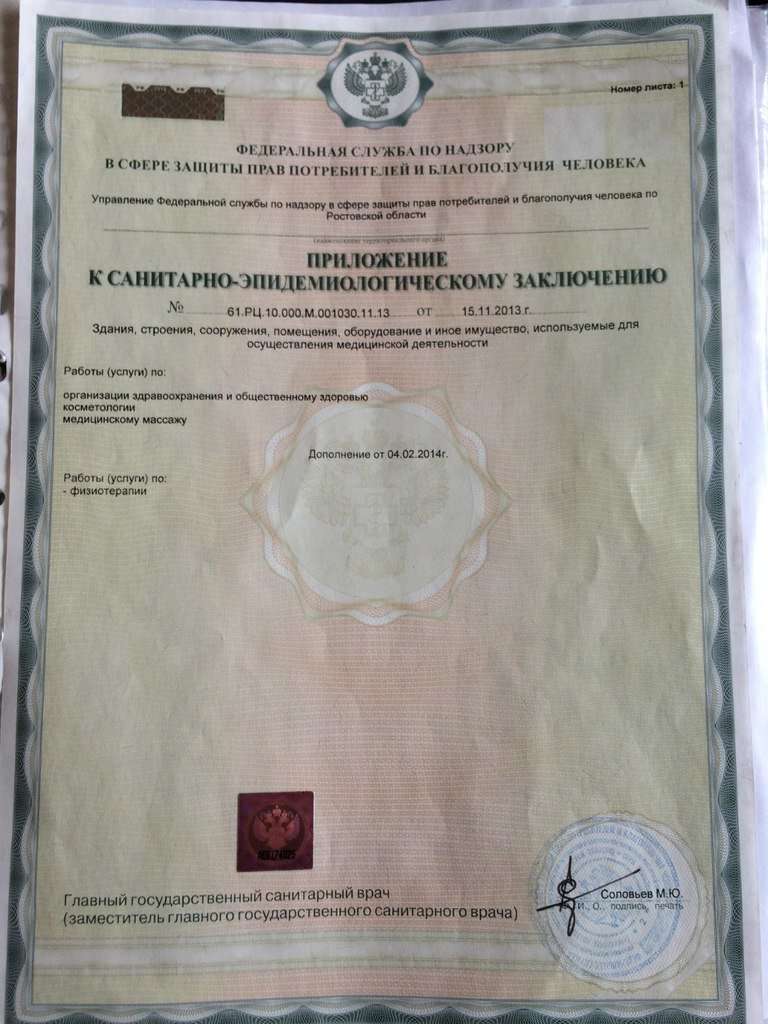 Номер листа: 1
ФЕДЕРАЛЬНАЯ СЛУЖБА ПО НАДЗОРУ
В СФЕРЕ ЗАЩИТЫ ПРАВ ПОТРЕБИТЕЛЕЙ И БЛАГОПОЛУЧИЯ ЧЕЛОВЕКА
Управление Федеральной службы по надзору в сфере защиты прав потребителей и благополучия человека по
Ростовской области
(наименование территориального органа)
ПРИЛОЖЕНИЕ
К САНИТАРНО-ЭПИДЕМИОЛОГИЧЕСКОМУ ЗАКЛЮЧЕНИЮ
№ 61.РЦ.10.000.М.001030.11.13 от 15.11.2013 г.
Здания, строения, сооружения, помещения, оборудование и иное имущество, используемые для
осуществления медицинской деятельности
Работы (услуги) по:
организации здравоохранения и общественному здоровью
косметологии
медицинскому массажу
Дополнение от 04.02.2014г.
Работы (услуги) по:
- физиотерапии
Главный государственный санитарный врач
(заместитель главного государственного санитарного врача)
Соловьев М.Ю.
И., О., подпись, печать